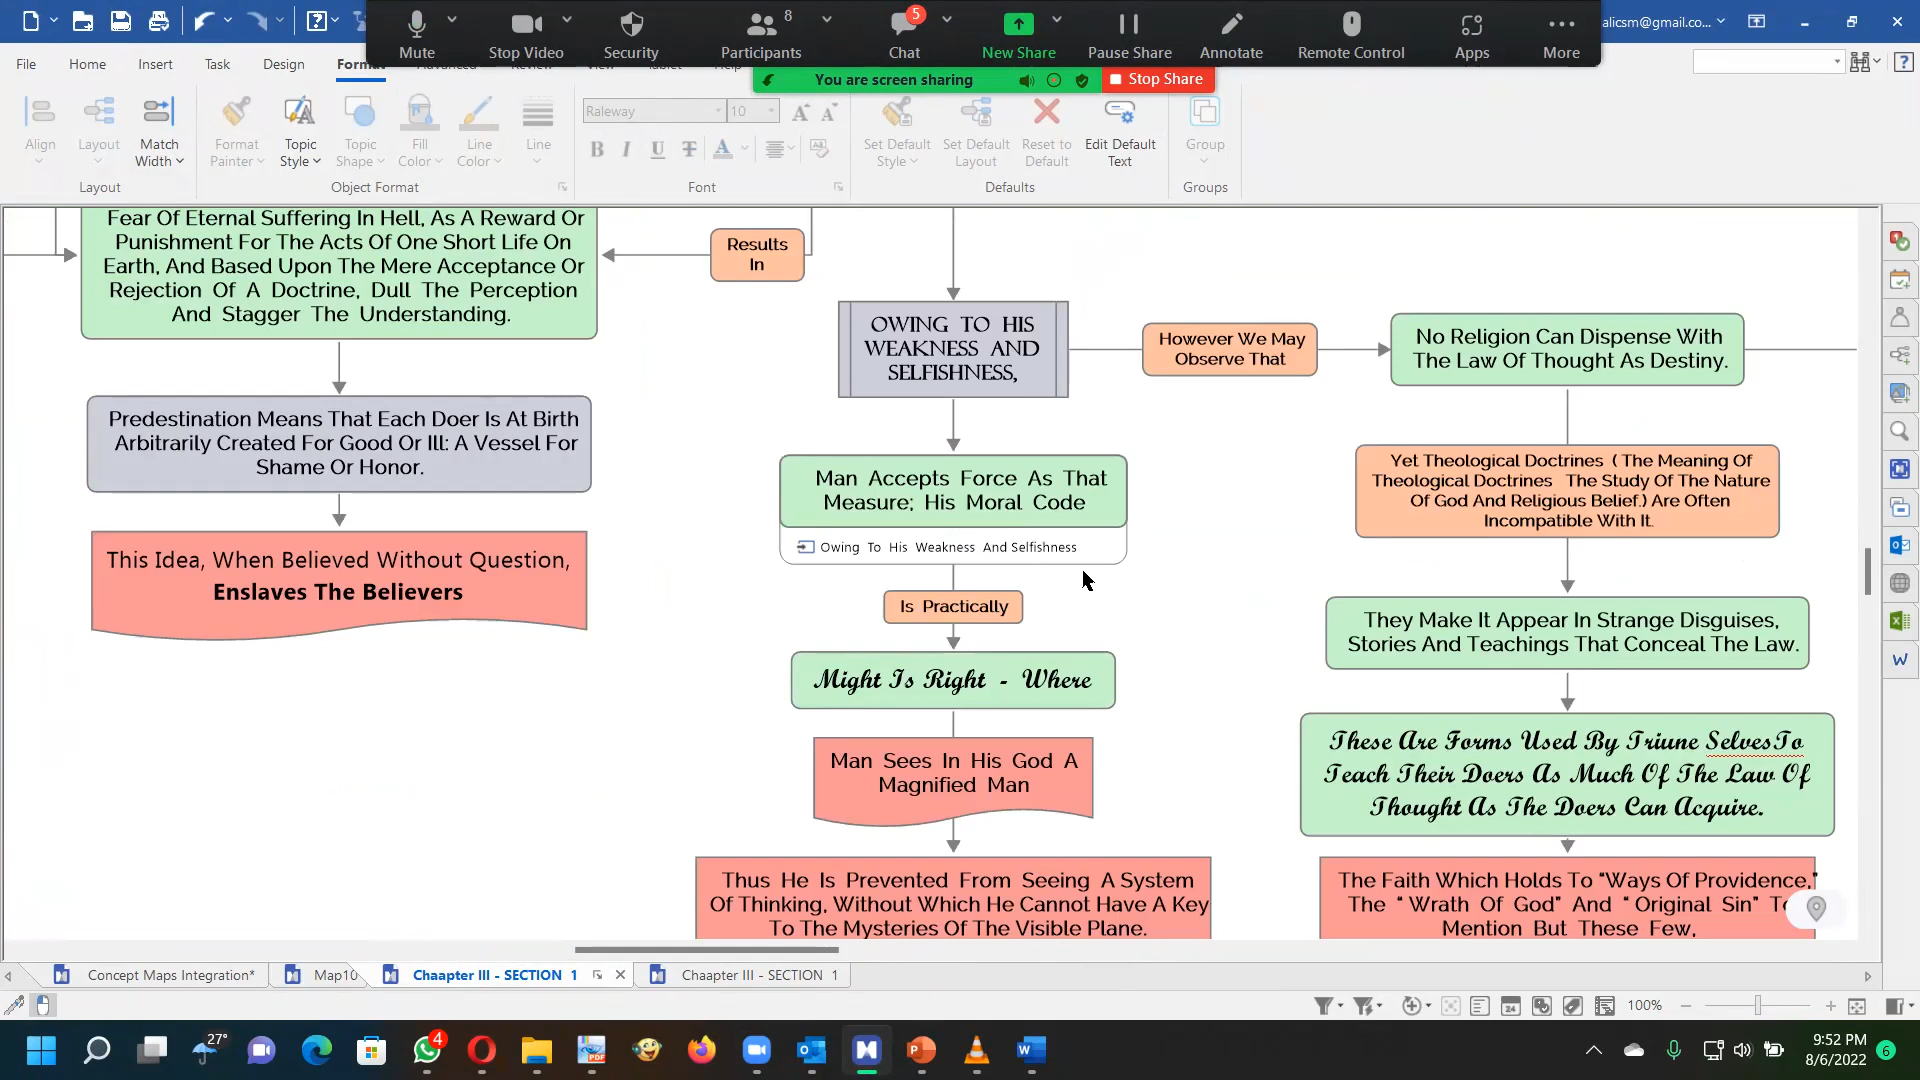 8
5
Mute
Stop Video
Security
Participants
Chat
New Share
Pause Share
Annotate
Remote Control
Apps
More
alicsm@gmail.co...
You are screen sharing
Stop Share
File
Home
Insert
Task
Design
Format
Advanced
Review
View
Tablet
Help
Align
Layout
Match
Width
Layout
Format
Painter
Topic
Style
Topic
Shape
Fill
Color
Line
Color
Line
Object Format
Raleway
10
Font
Set Default
Style
Set Default
Layout
Reset to
Default
Edit Default
Text
Defaults
Group
Groups
Fear Of Eternal Suffering In Hell, As A Reward Or
Punishment For The Acts Of One Short Life On
Earth, And Based Upon The Mere Acceptance Or
Rejection Of A Doctrine, Dull The Perception
And Stagger The Understanding.
Results
In
Predestination Means That Each Doer Is At Birth
Arbitrarily Created For Good Or Ill: A Vessel For
Shame Or Honor.
This Idea, When Believed Without Question,
Enslaves The Believers
OWING TO HIS
WEAKNESS AND
SELFISHNESS,
However We May
Observe That
No Religion Can Dispense With
The Law Of Thought As Destiny.
Man Accepts Force As That
Measure; His Moral Code
Owing To His Weakness And Selfishness
Is Practically
Might Is Right - Where
Man Sees In His God A
Magnified Man
Thus He Is Prevented From Seeing A System
Of Thinking, Without Which He Cannot Have A Key
To The Mysteries Of The Visible Plane.
Yet Theological Doctrines ( The Meaning Of
Theological Doctrines The Study Of The Nature
Of God And Religious Belief.) Are Often
Incompatible With It.
They Make It Appear In Strange Disguises,
Stories And Teachings That Conceal The Law.
These Are Forms Used By Triune SelvesTo
Teach Their Doers As Much Of The Law Of
Thought As The Doers Can Acquire.
The Faith Which Holds To “Ways Of Providence,”
The “ Wrath Of God” And “ Original Sin” To
Mention But These Few,
Concept Maps Integration*
Map10
Chaapter III - SECTION 1
Chaapter III - SECTION 1
100%
27°
4
9:52 PM
8/6/2022
6